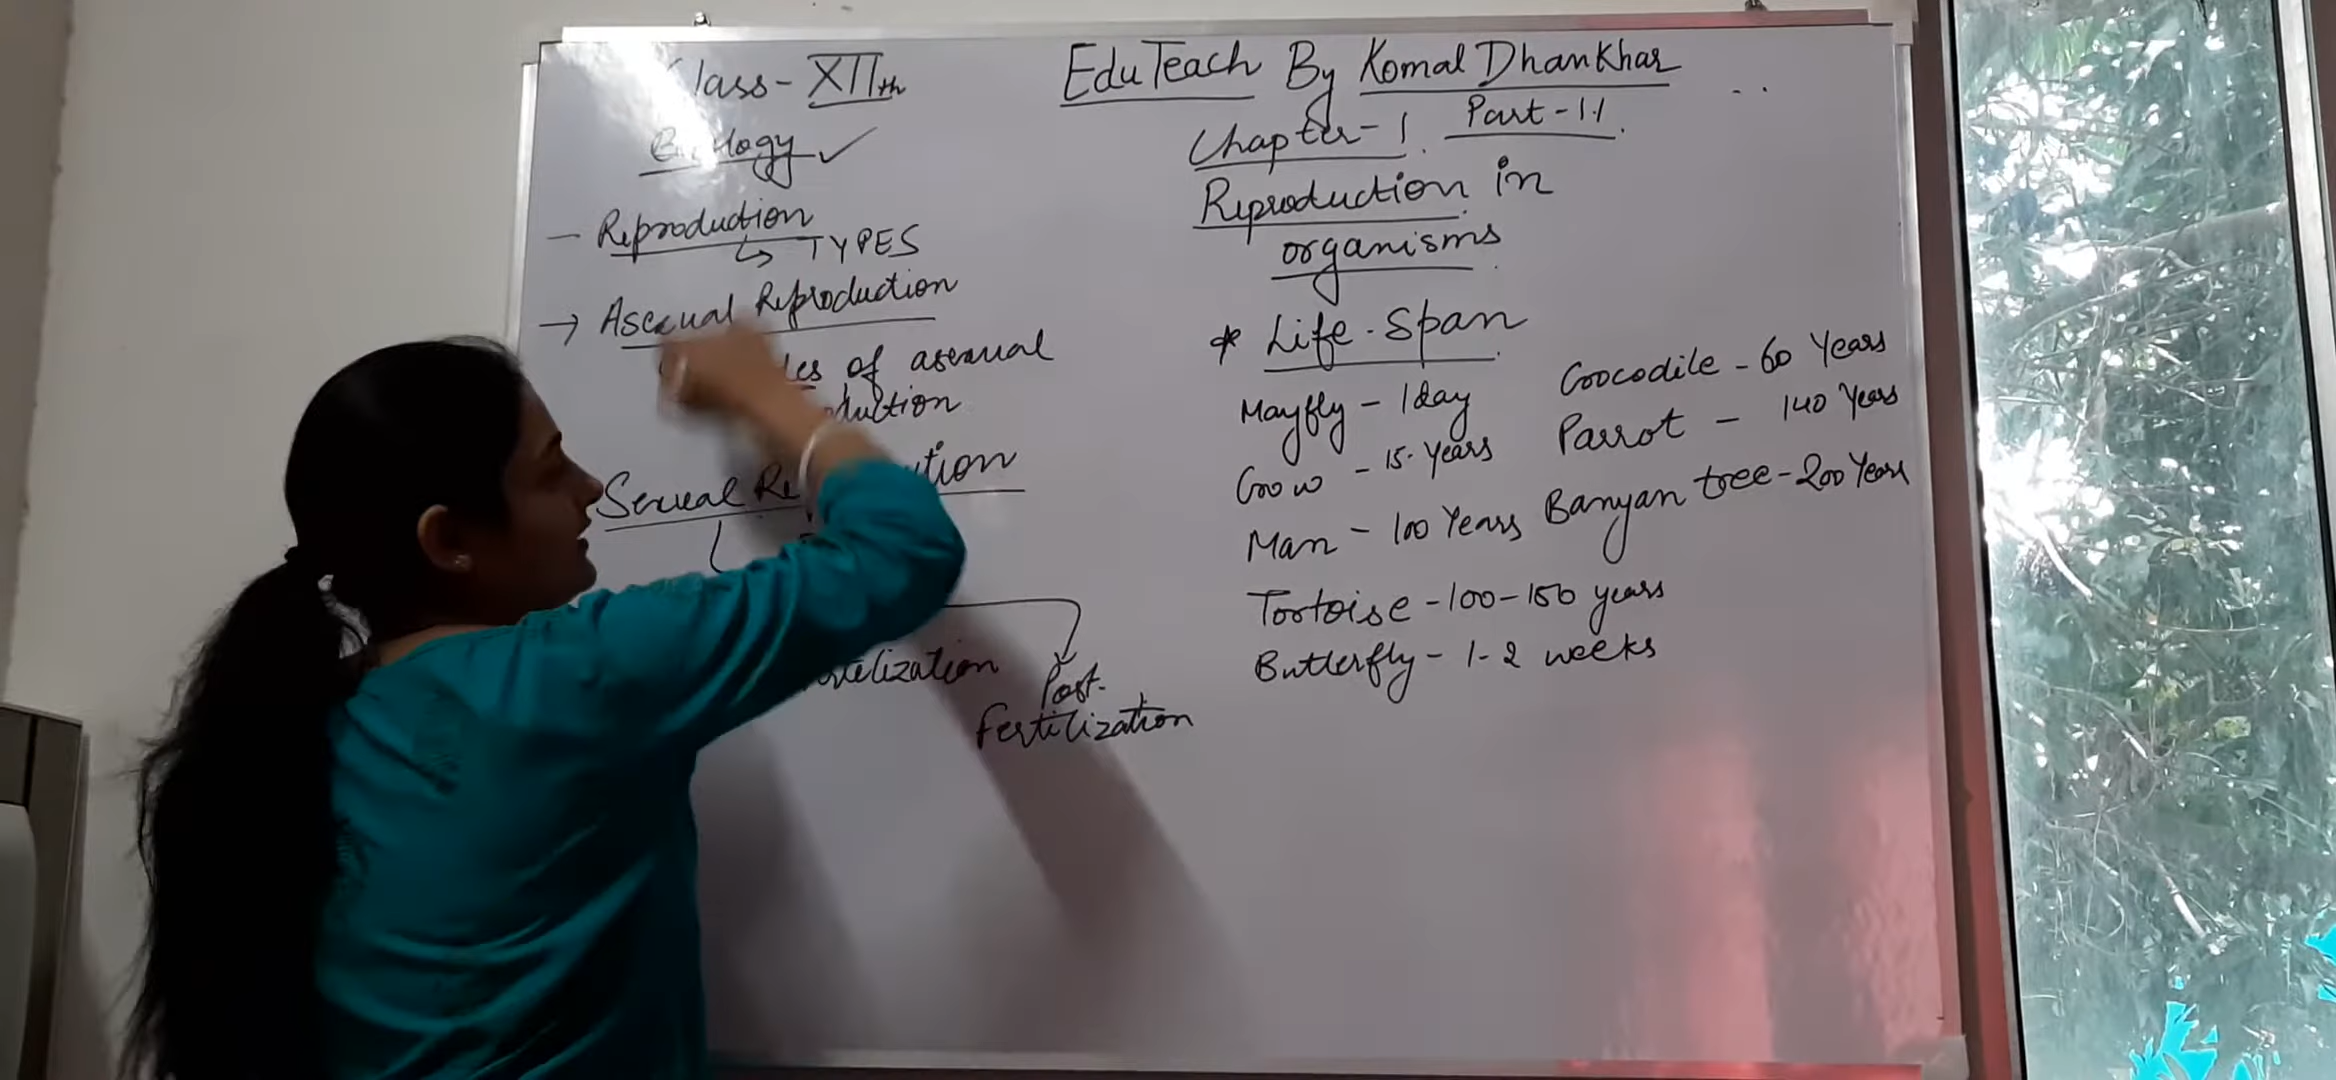 Class- XIIth
Biology ✓
- Reproduction
↳ TYPES
→ Asexual Reproduction
of asexual
Sexual
Post-
Fertilization
EduTeach By Komal Dhankhar
Chapter-1. Part-1.1
Reproduction in
organisms
* Life-Span
Mayfly - 1day
Crow - 15 Years
Man - 100 Years
Tortoise - 100-150 years
Butterfly - 1-2 weeks
Crocodile - 60 Years
Parrot - 140 Years
Banyan tree - 200 Years